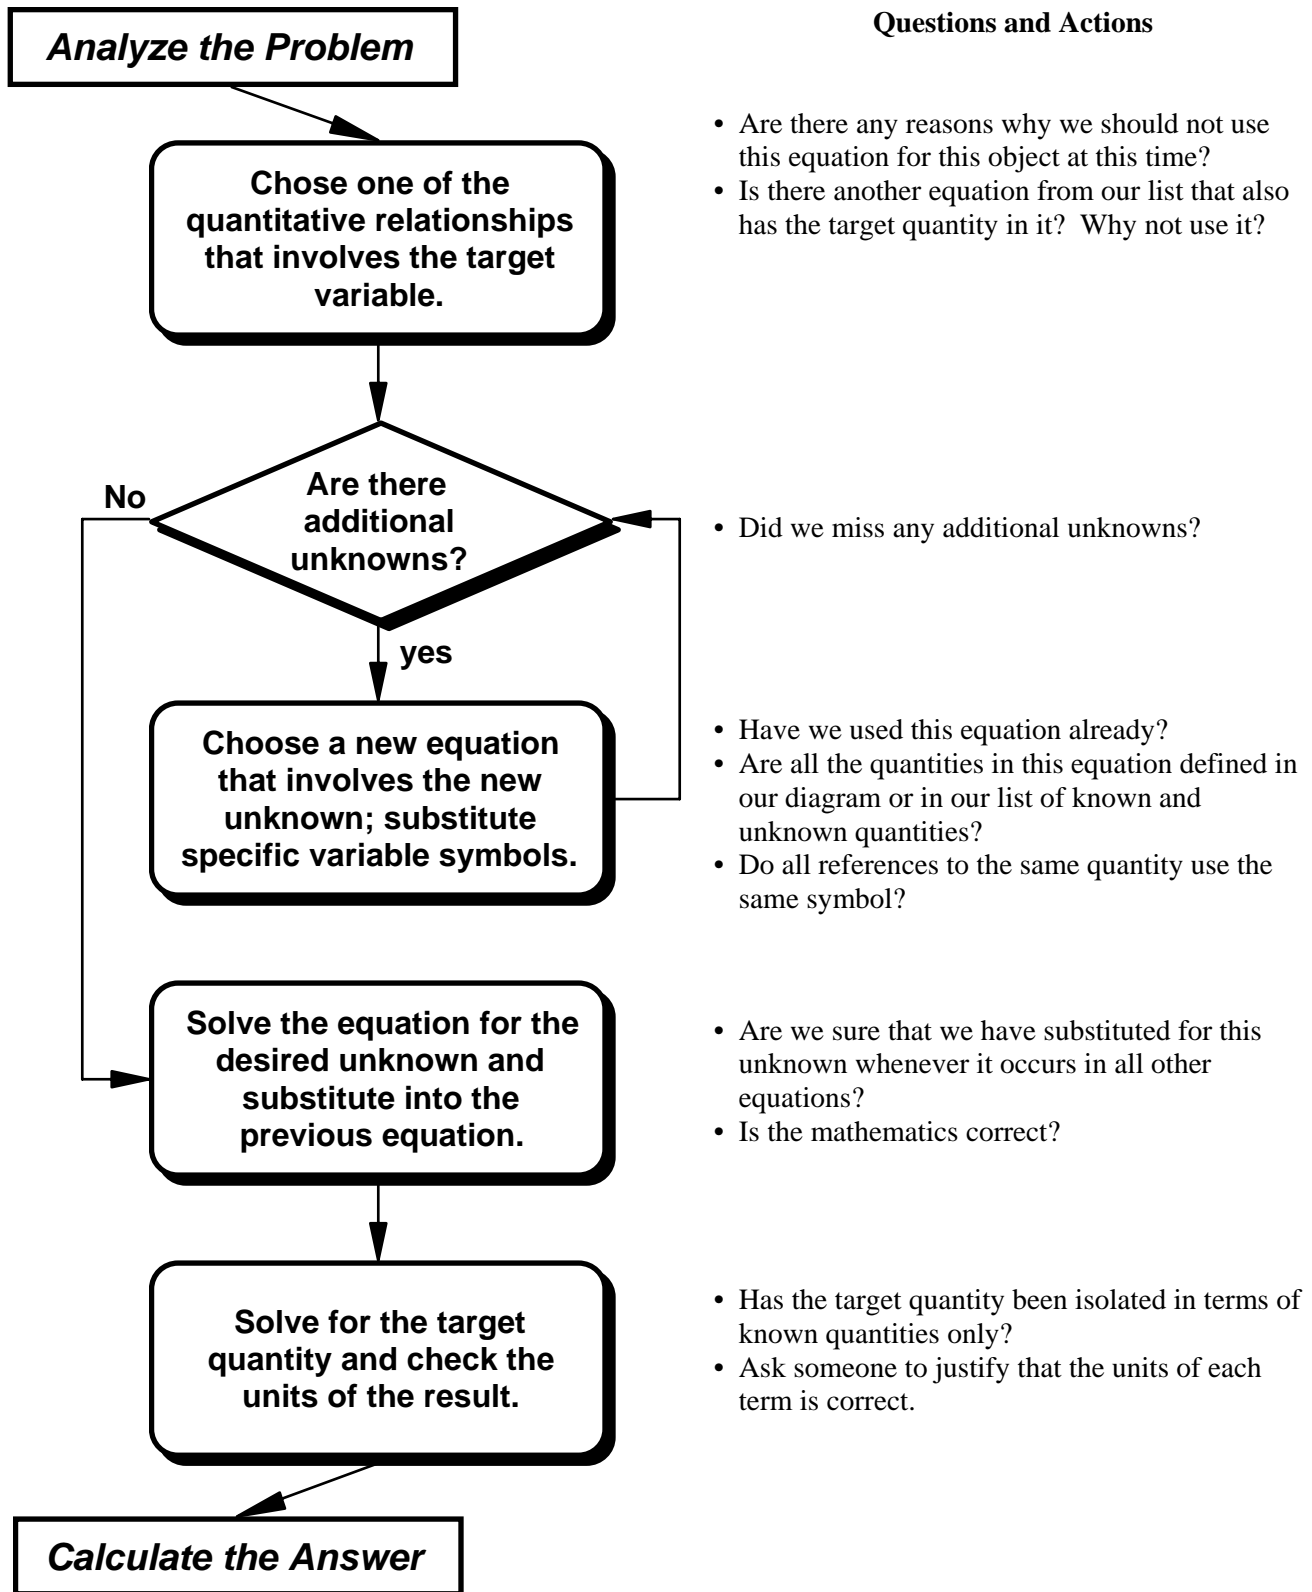 Questions and Actions
Analyze the Problem
Chose one of the
quantitative relationships
that involves the target
variable.
• Are there any reasons why we should not use
this equation for this object at this time?
• Is there another equation from our list that also
has the target quantity in it?  Why not use it?
No
Are there
additional
unknowns?
• Did we miss any additional unknowns?
yes
Choose a new equation
that involves the new
unknown; substitute
specific variable symbols.
• Have we used this equation already?
• Are all the quantities in this equation defined in
our diagram or in our list of known and
unknown quantities?
• Do all references to the same quantity use the
same symbol?
Solve the equation for the
desired unknown and
substitute into the
previous equation.
• Are we sure that we have substituted for this
unknown whenever it occurs in all other
equations?
• Is the mathematics correct?
Solve for the target
quantity and check the
units of the result.
• Has the target quantity been isolated in terms of
known quantities only?
• Ask someone to justify that the units of each
term is correct.
Calculate the Answer